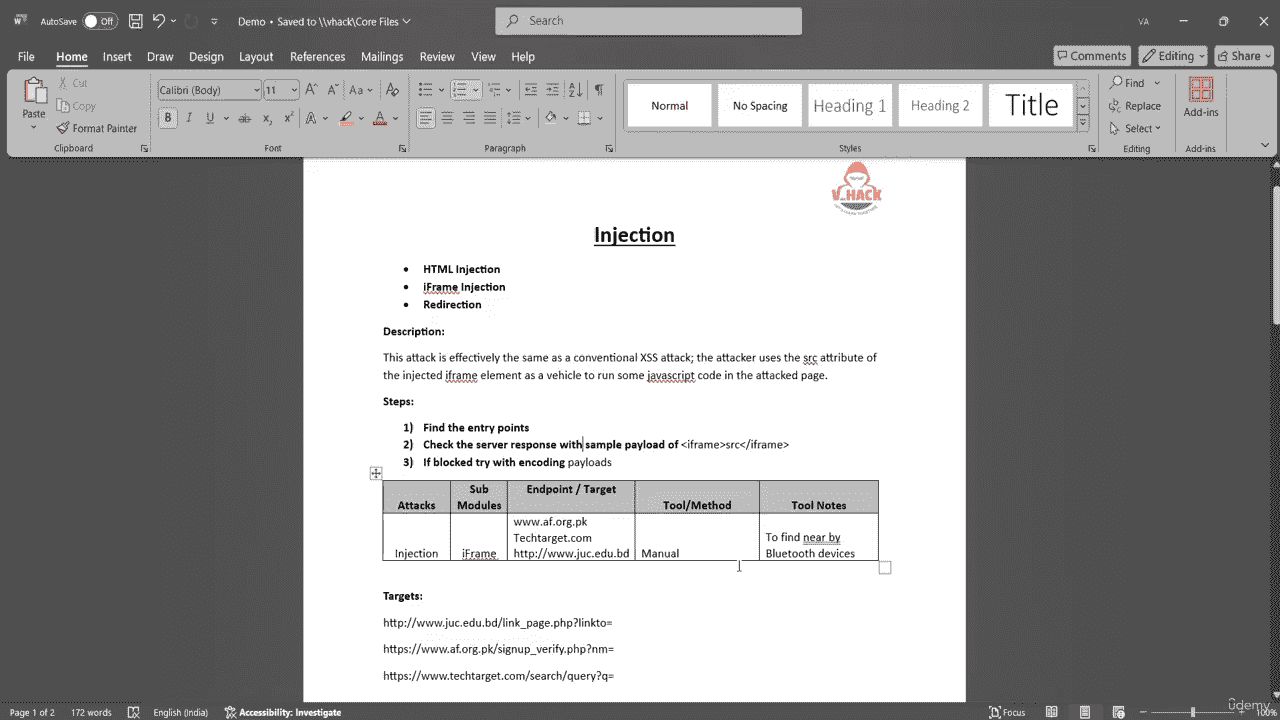 AutoSave Off Demo • Saved to \\vhack\Core Files Search VA
File Home Insert Draw Design Layout References Mailings Review View Help Comments Editing Share
Paste Cut Copy Format Painter
Calibri (Body) 11
Normal No Spacing Heading 1 Heading 2 Title
Find Replace Select
Add-ins
Clipboard Font Paragraph Styles Editing Add-ins
V_HACK
Injection
• HTML Injection
• iFrame Injection
• Redirection
Description:
This attack is effectively the same as a conventional XSS attack; the attacker uses the src attribute of
the injected iframe element as a vehicle to run some javascript code in the attacked page.
Steps:
1) Find the entry points
2) Check the server response with sample payload of <iframe>src</iframe>
3) If blocked try with encoding payloads
Attacks Sub Modules Endpoint / Target Tool/Method Tool Notes
www.af.org.pk
Techtarget.com To find near by
Injection iFrame http://www.juc.edu.bd Manual Bluetooth devices
Targets:
http://www.juc.edu.bd/link_page.php?linkto=
https://www.af.org.pk/signup_verify.php?nm=
https://www.techtarget.com/search/query?q=
Page 1 of 2 172 words English (India) Accessibility: Investigate Focus 100%
Udemy